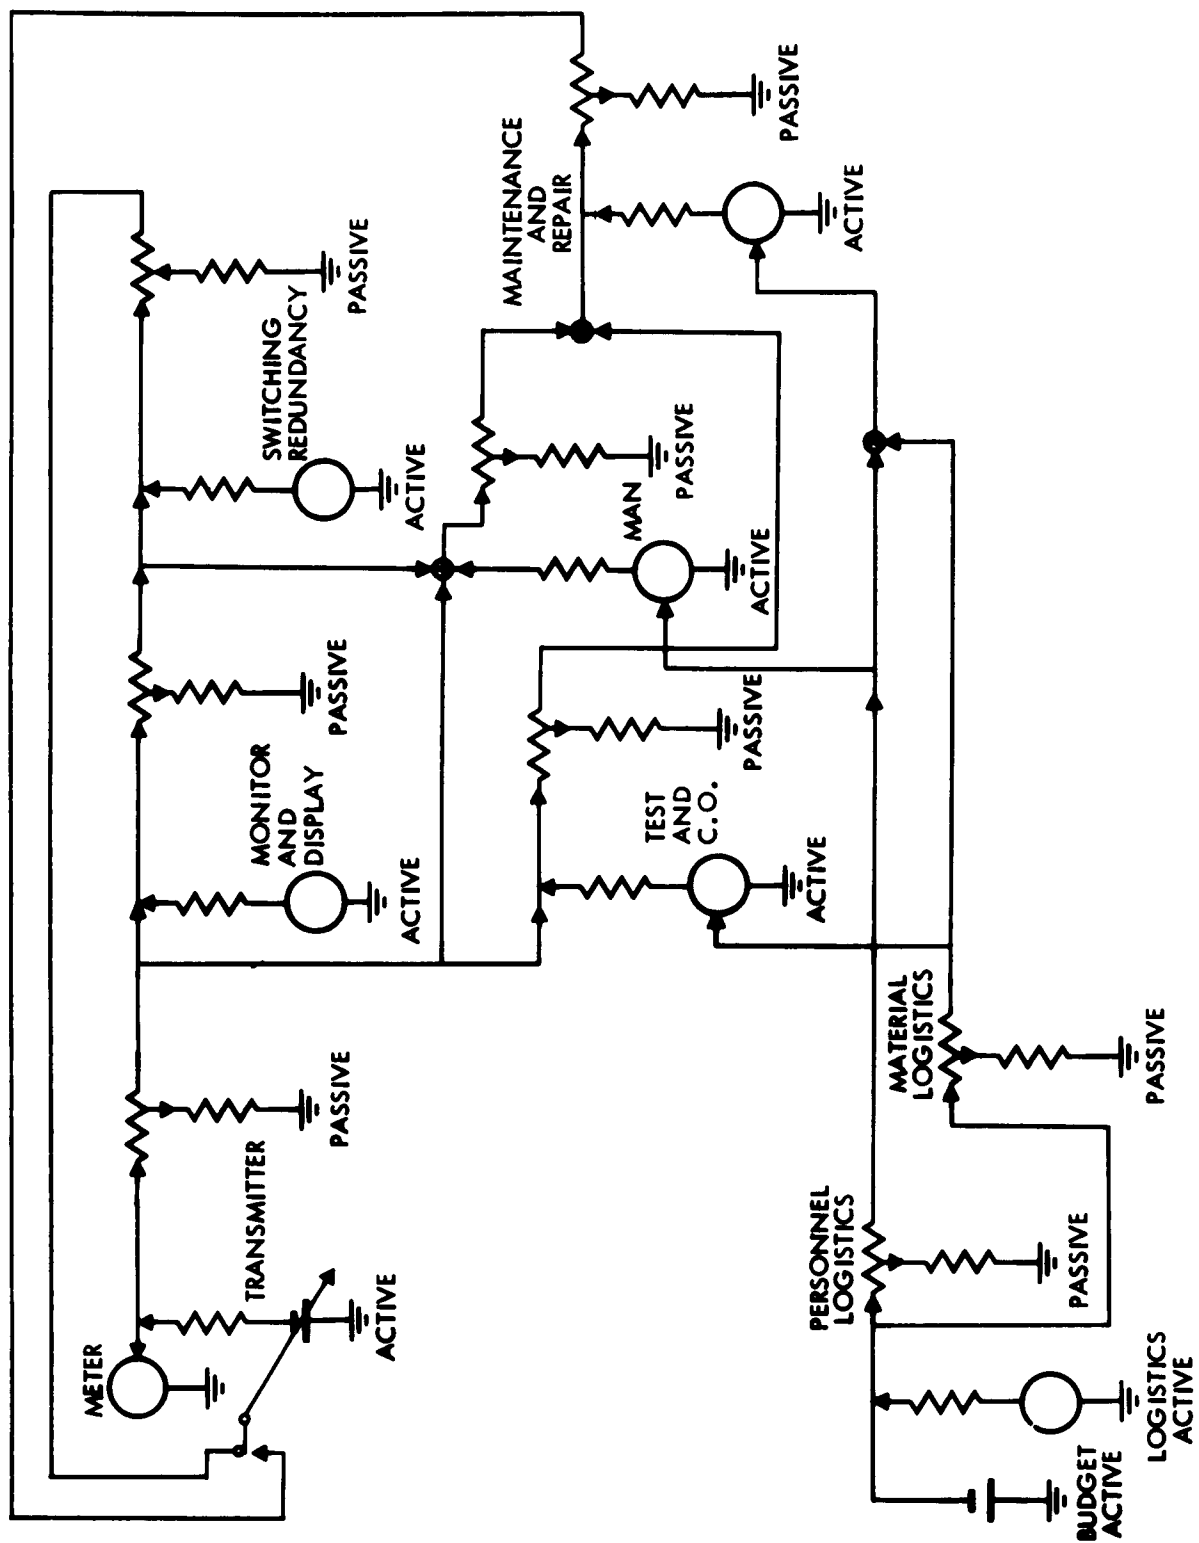 METER
TRANSMITTER
ACTIVE
PASSIVE
MONITOR
AND
DISPLAY
ACTIVE
PASSIVE
SWITCHING
REDUNDANCY
ACTIVE
PASSIVE
TEST
AND
C.O.
ACTIVE
PASSIVE
MAN
ACTIVE
PASSIVE
MAINTENANCE
AND
REPAIR
ACTIVE
PASSIVE
PERSONNEL
LOGISTICS
PASSIVE
MATERIAL
LOGISTICS
PASSIVE
BUDGET
ACTIVE
LOGISTICS
ACTIVE